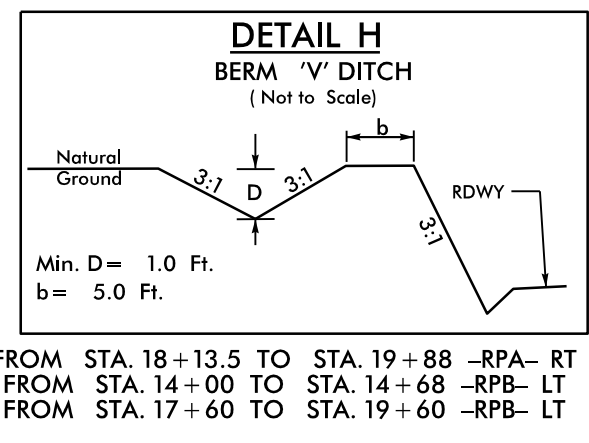 DETAIL H
BERM 'V' DITCH
( Not to Scale)
b
Natural
Ground
3:1
D
3:1
3:1
RDWY
Min. D= 1.0 Ft.
b= 5.0 Ft.
FROM STA. 18+13.5 TO STA. 19+88 -RPA- RT
FROM STA. 14+00 TO STA. 14+68 -RPB- LT
FROM STA. 17+60 TO STA. 19+60 -RPB- LT